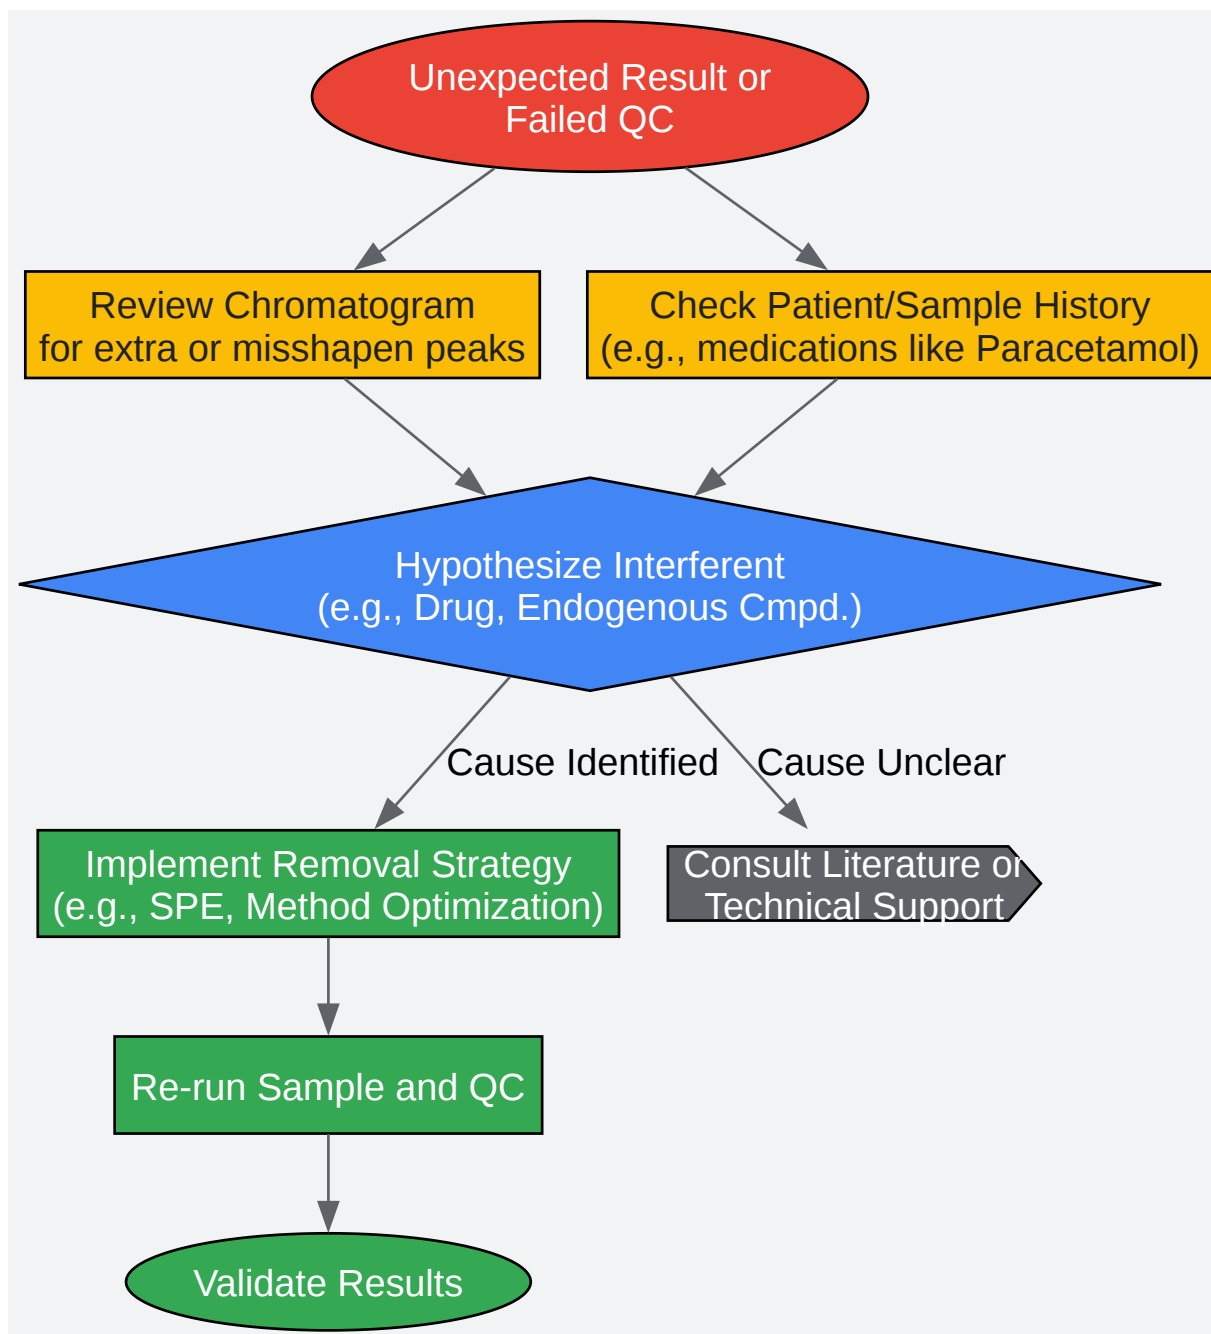 Unexpected Result or
Failed QC
Review Chromatogram
for extra or misshapen peaks
Check Patient/Sample History
(e.g., medications like Paracetamol)
Hypothesize Interferent
(e.g., Drug, Endogenous Cmpd.)
Cause Identified
Cause Unclear
Implement Removal Strategy
(e.g., SPE, Method Optimization)
Consult Literature or
Technical Support
Re-run Sample and QC
Validate Results